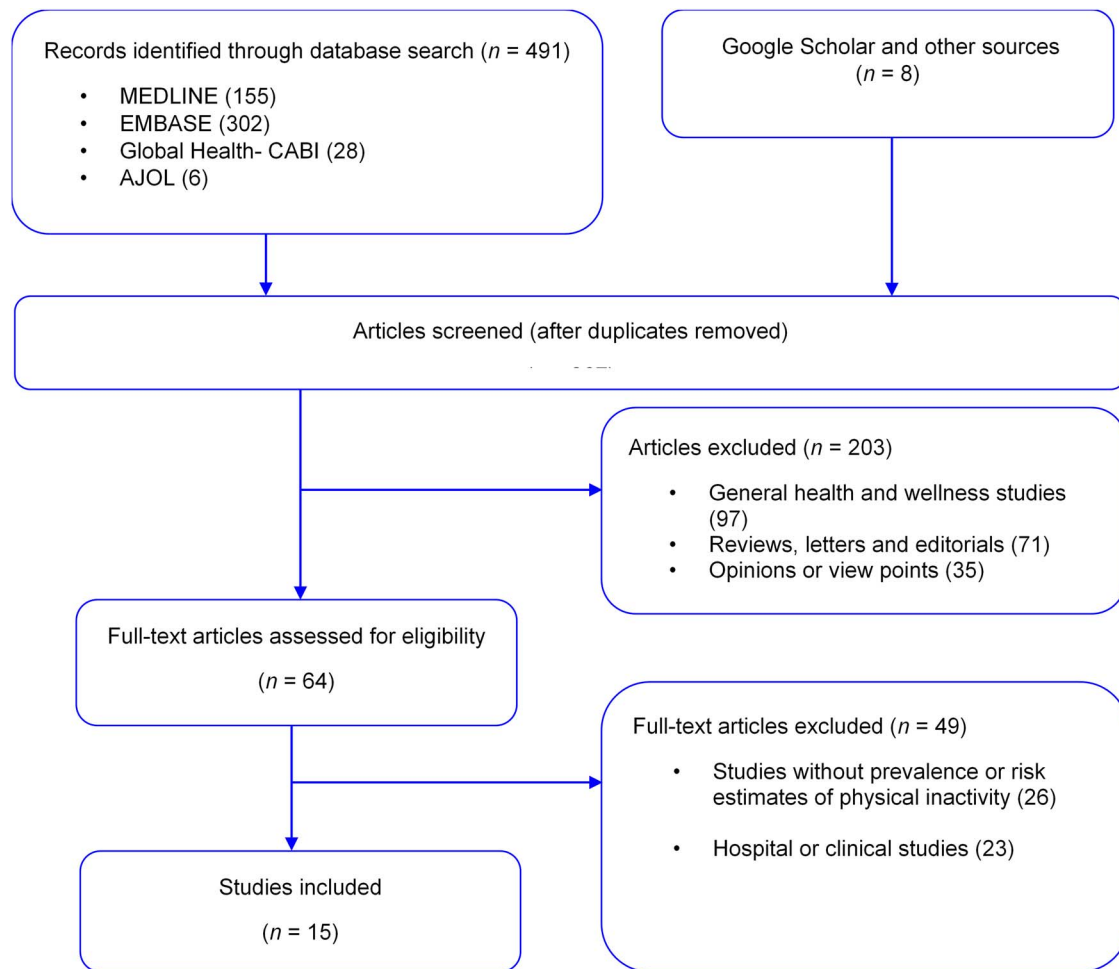 Records identified through database search (n = 491)
• MEDLINE (155)
• EMBASE (302)
• Global Health- CABI (28)
• AJOL (6)
Google Scholar and other sources
(n = 8)
Articles screened (after duplicates removed)
Articles excluded (n = 203)
• General health and wellness studies
(97)
• Reviews, letters and editorials (71)
• Opinions or view points (35)
Full-text articles assessed for eligibility
(n = 64)
Full-text articles excluded (n = 49)
• Studies without prevalence or risk
estimates of physical inactivity (26)
• Hospital or clinical studies (23)
Studies included
(n = 15)